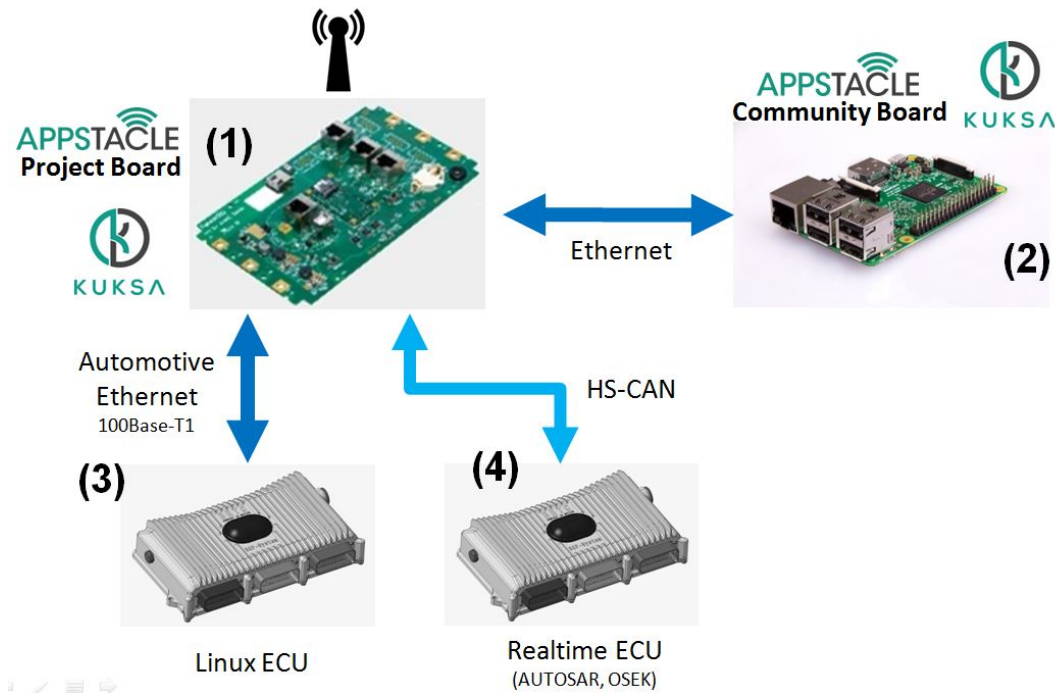 APPSTACLE
Project Board
(1)
KUKSA
APPSTACLE
Community Board
KUKSA
(2)
Ethernet
Automotive
Ethernet
100Base-T1
HS-CAN
(3)
(4)
Linux ECU
Realtime ECU
(AUTOSAR, OSEK)